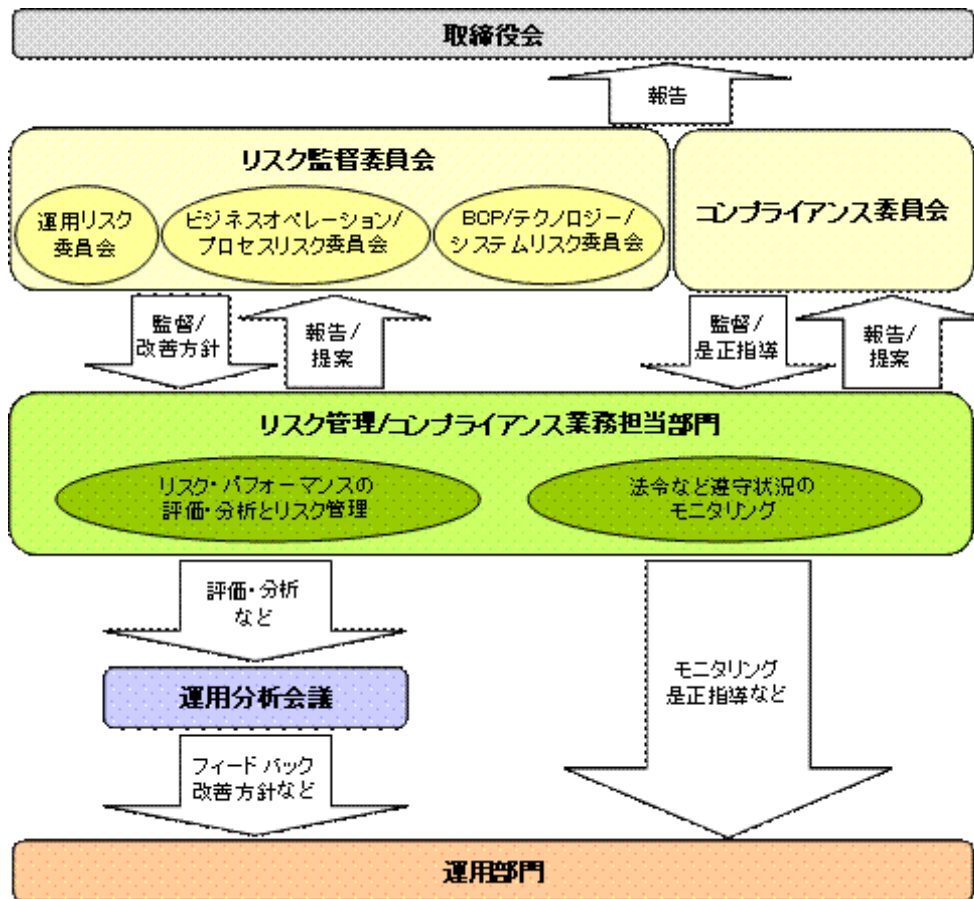 取締役会
報告
リスク監督委員会
運用リスク
委員会
ビジネスオペレーション/
プロセスリスク委員会
BCP/テクノロジー/
システムリスク委員会
コンプライアンス委員会
監督/
改善方針
報告/
提案
監督/
是正指導
報告/
提案
リスク管理/コンプライアンス業務担当部門
リスク・パフォーマンスの
評価・分析とリスク管理
法令など遵守状況の
モニタリング
評価・分析
など
運用分析会議
モニタリング
是正指導など
フィードバック
改善方針など
運用部門